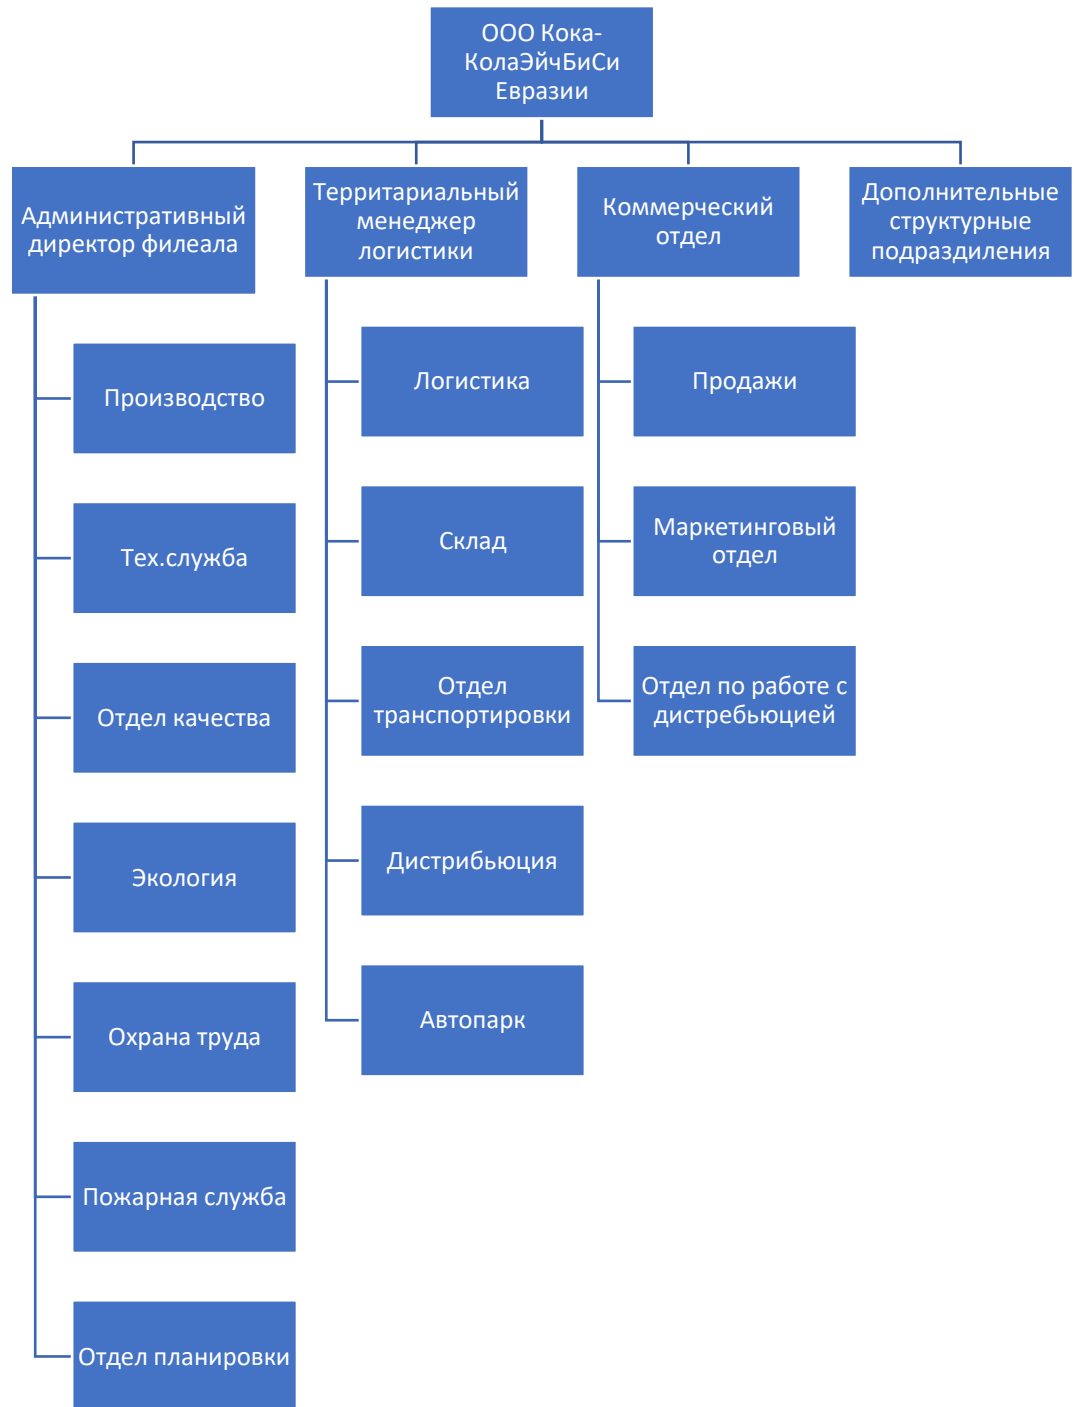 ООО Кока-
КолаЭйчБиСи
Евразии
Административный
директор филеала
Территариальный
менеджер
логистики
Коммерческий
отдел
Дополнительные
структурные
подраздиления
Производство
Тех.служба
Отдел качества
Экология
Охрана труда
Пожарная служба
Отдел планировки
Логистика
Склад
Отдел
транспортировки
Дистрибьюция
Автопарк
Продажи
Маркетинговый
отдел
Отдел по работе с
дистребьюцией